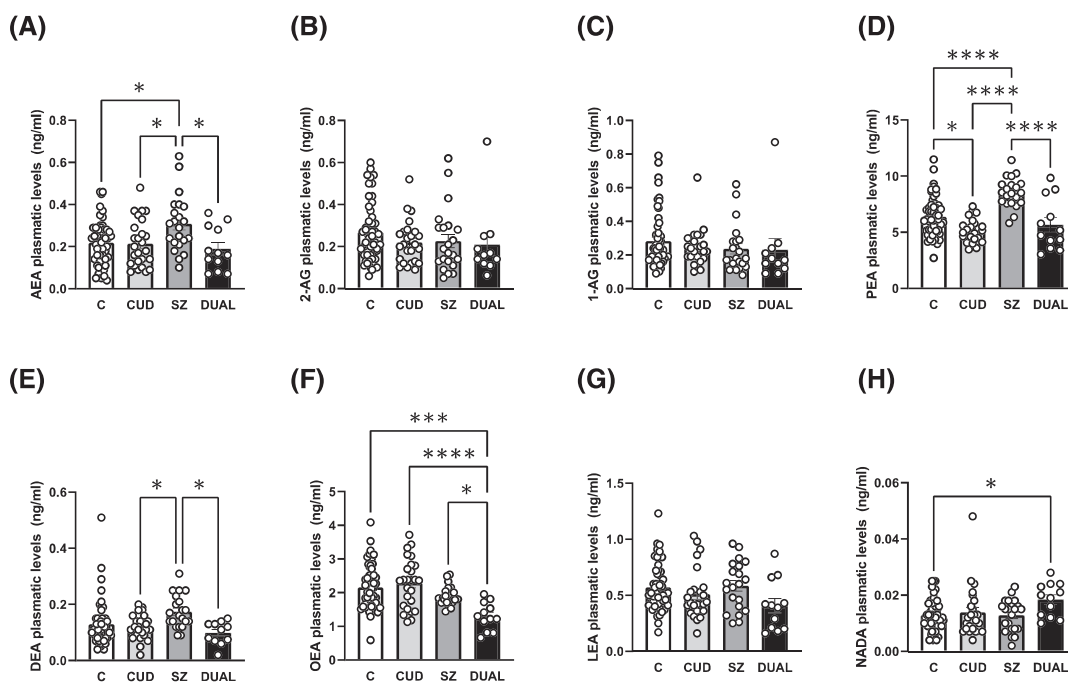 (A)
(B)
(C)
(D)
AEA plasmatic levels (ng/ml)
0.8
0.6
0.4
0.2
0.0
*
*
*
C CUD SZ DUAL
2-AG plasmatic levels (ng/ml)
0.8
0.6
0.4
0.2
0.0
C CUD SZ DUAL
1-AG plasmatic levels (ng/ml)
1.0
0.8
0.6
0.4
0.2
0.0
C CUD SZ DUAL
PEA plasmatic levels (ng/ml)
15
10
5
0
****
****
* ****
C CUD SZ DUAL
(E)
(F)
(G)
(H)
DEA plasmatic levels (ng/ml)
0.6
0.4
0.2
0.0
* *
C CUD SZ DUAL
OEA plasmatic levels (ng/ml)
5
4
3
2
1
0
***
****
*
C CUD SZ DUAL
LEA plasmatic levels (ng/ml)
1.5
1.0
0.5
0.0
C CUD SZ DUAL
NADA plasmatic levels (ng/ml)
0.06
0.04
0.02
0.00
*
C CUD SZ DUAL